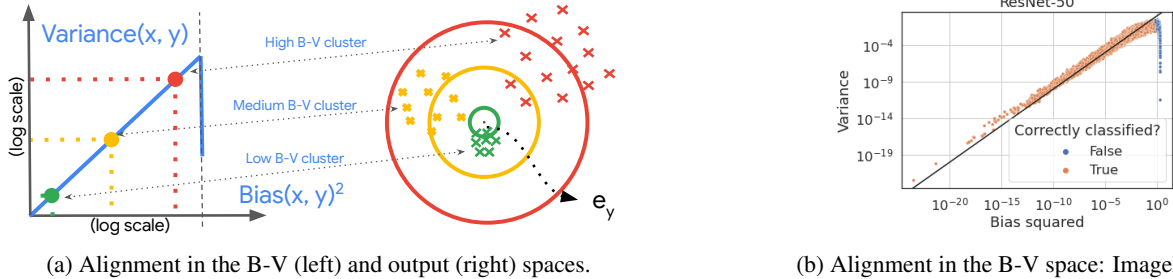 Variance(x, y)
(log scale)
(log scale)
Bias(x, y)²
High B-V cluster
Medium B-V cluster
Low B-V cluster
e_y
(a) Alignment in the B-V (left) and output (right) spaces.
ResNet-50
Variance
10⁻⁴
10⁻⁹
10⁻¹⁴
10⁻¹⁹
Correctly classified?
False
True
10⁻²⁰ 10⁻¹⁵ 10⁻¹⁰ 10⁻⁵ 10⁰
Bias squared
(b) Alignment in the B-V space: Image